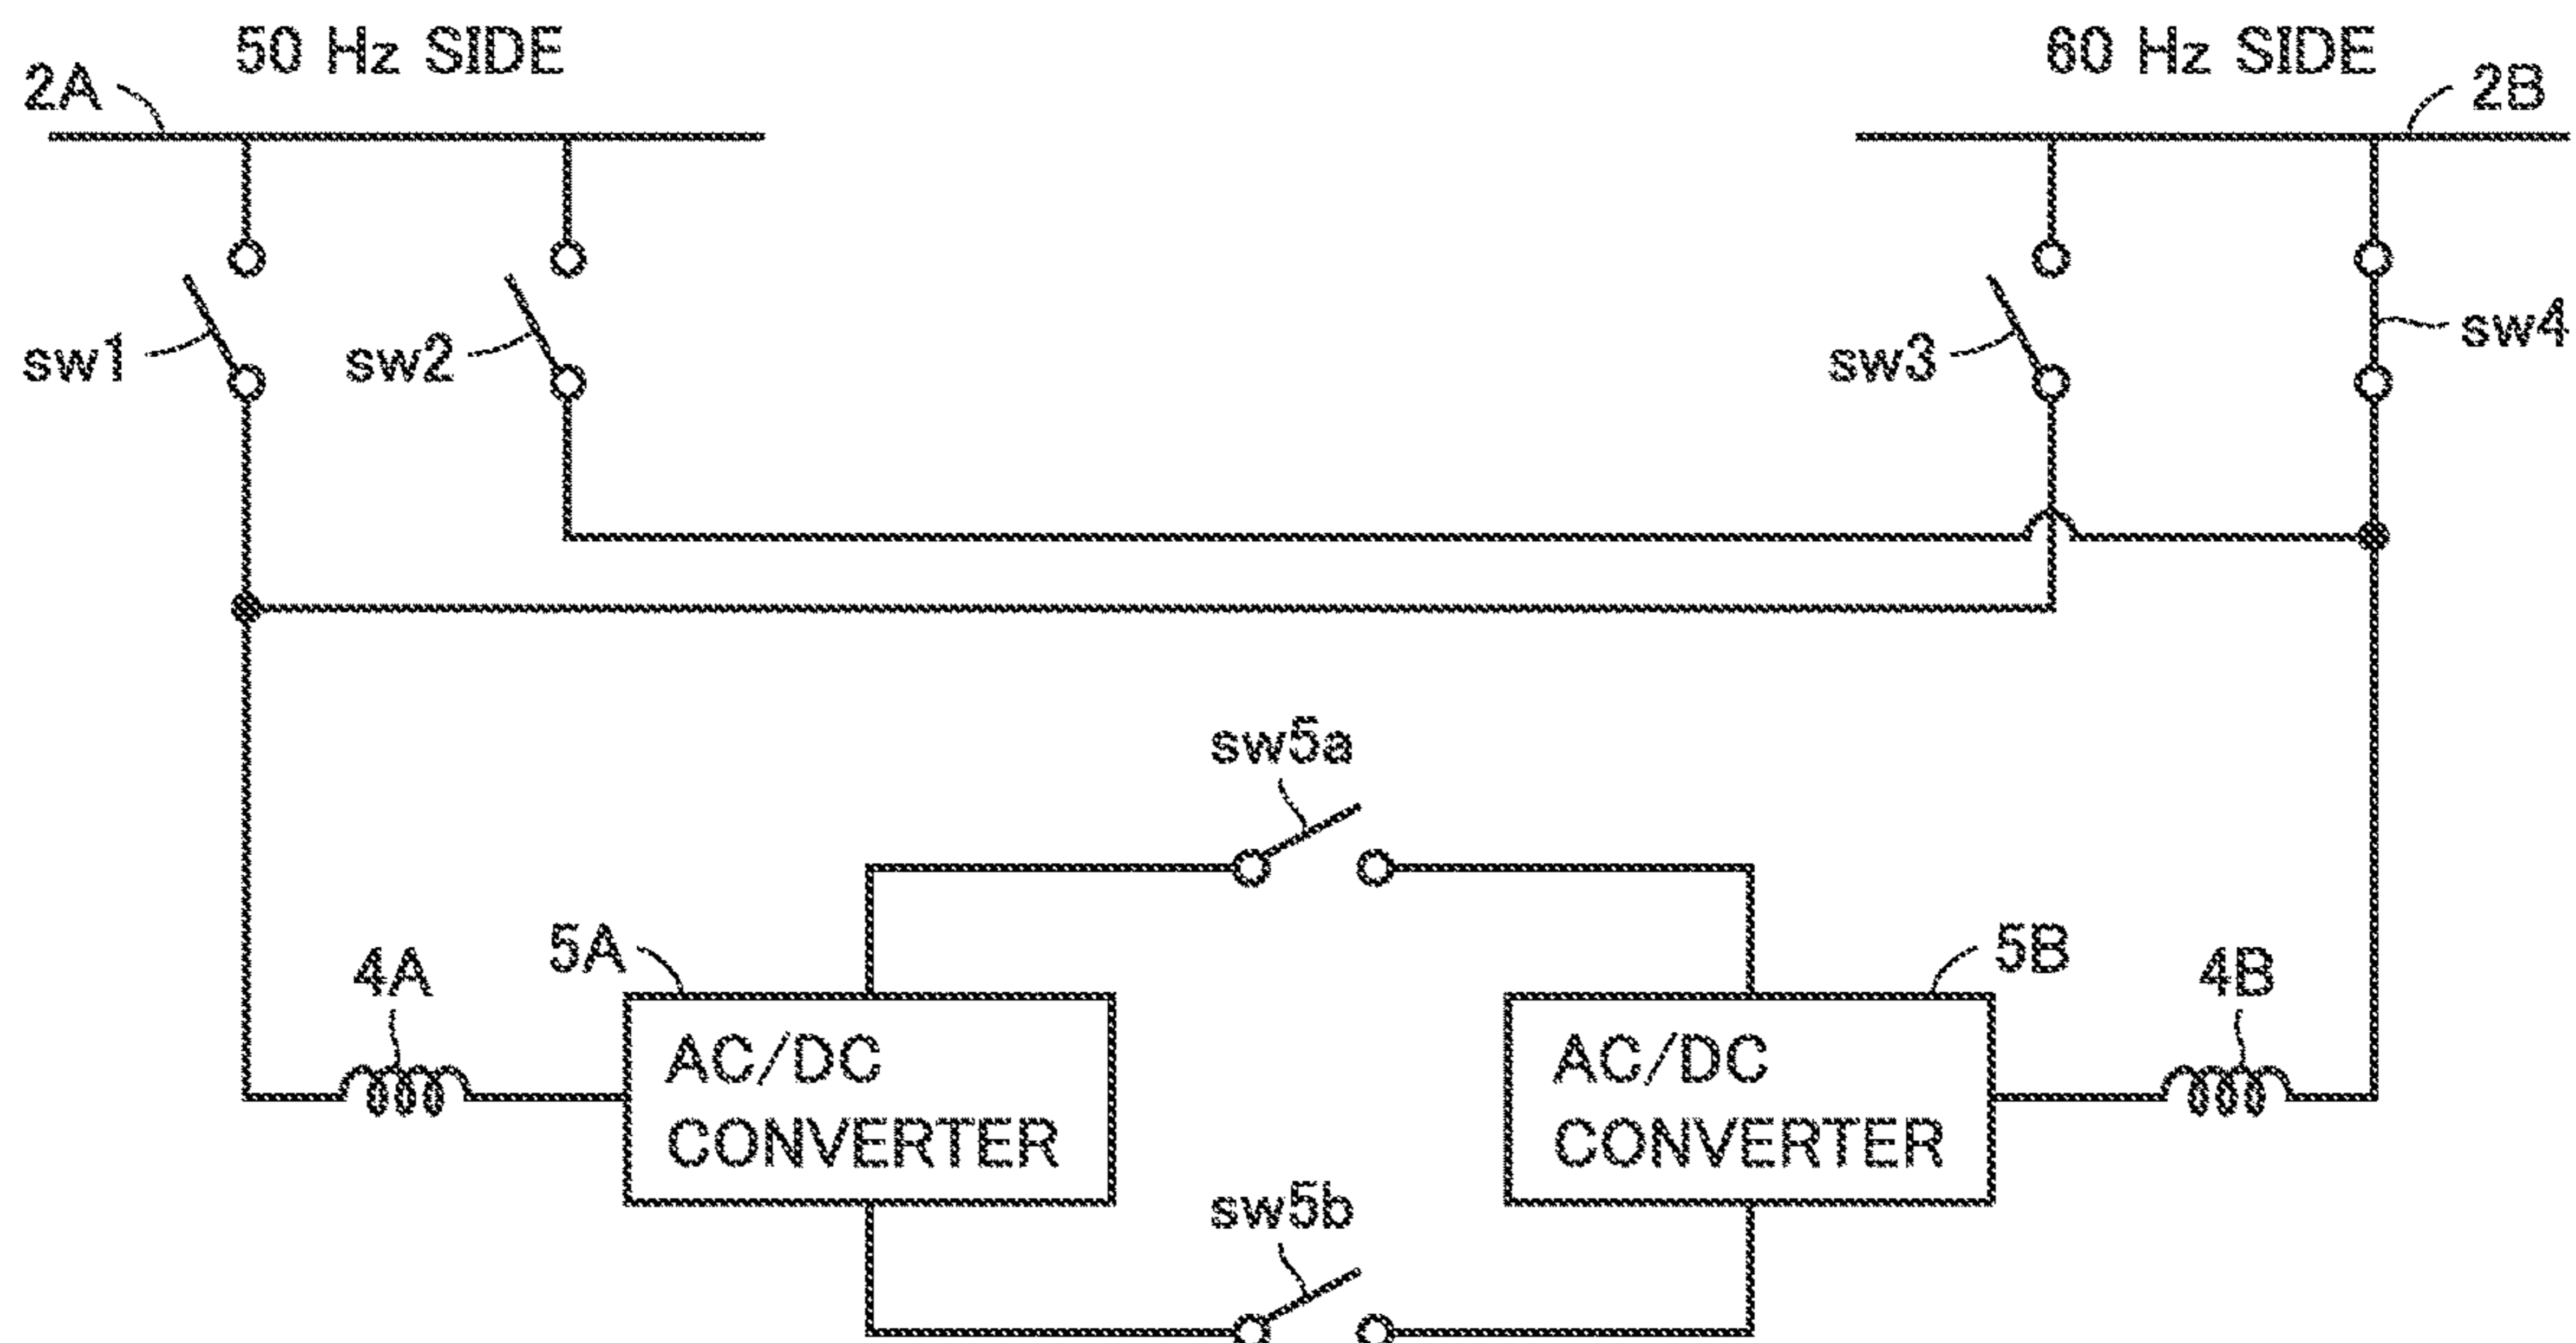 50 Hz SIDE
60 Hz SIDE
2A
2B
sw1
sw2
sw3
sw4
sw5a
4A
5A
5B
4B
AC/DC
CONVERTER
AC/DC
CONVERTER
sw5b